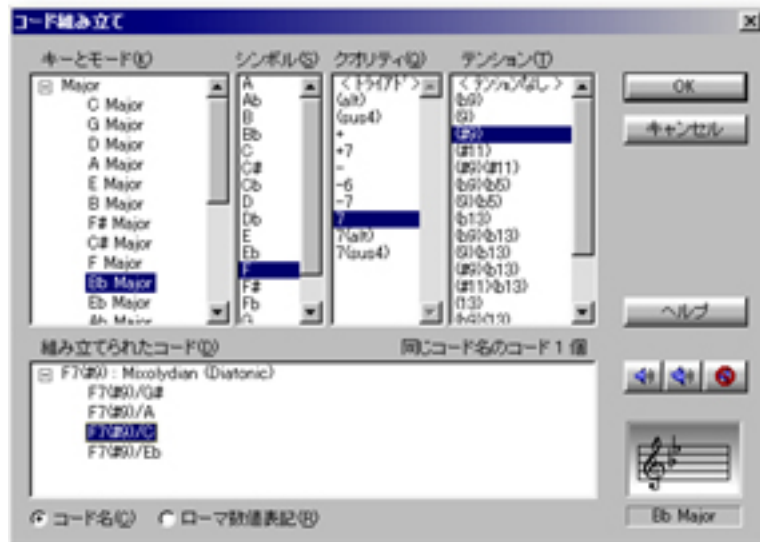 コード組み立て
キーとモード(K)
Major
C Major
G Major
D Major
A Major
E Major
B Major
F# Major
C# Major
F Major
Bb Major
Eb Major
Ab Major
シンボル(S)
A
Ab
B
Bb
C
C#
Cb
D
Db
E
Eb
F
F#
Fb
G
クオリティ(Q)
<トライアド>
(alt)
(sus4)
+
+7
-
-6
-7
7
7(alt)
7(sus4)
テンション(T)
<テンションなし>
(b9)
(9)
(#9)
(#11)
(#9)(#11)
(b9)(b5)
(9)(b5)
(b13)
(b9)(b13)
(9)(b13)
(#9)(b13)
(#11)(b13)
(13)
(b9)(13)
OK
キャンセル
ヘルプ
組み立てられたコード(D)
同じコード名のコード 1 個
F7(#9) : Mixolydian (Diatonic)
F7(#9)/G#
F7(#9)/A
F7(#9)/C
F7(#9)/Eb
コード名(C)
ローマ数値表記(R)
Bb Major